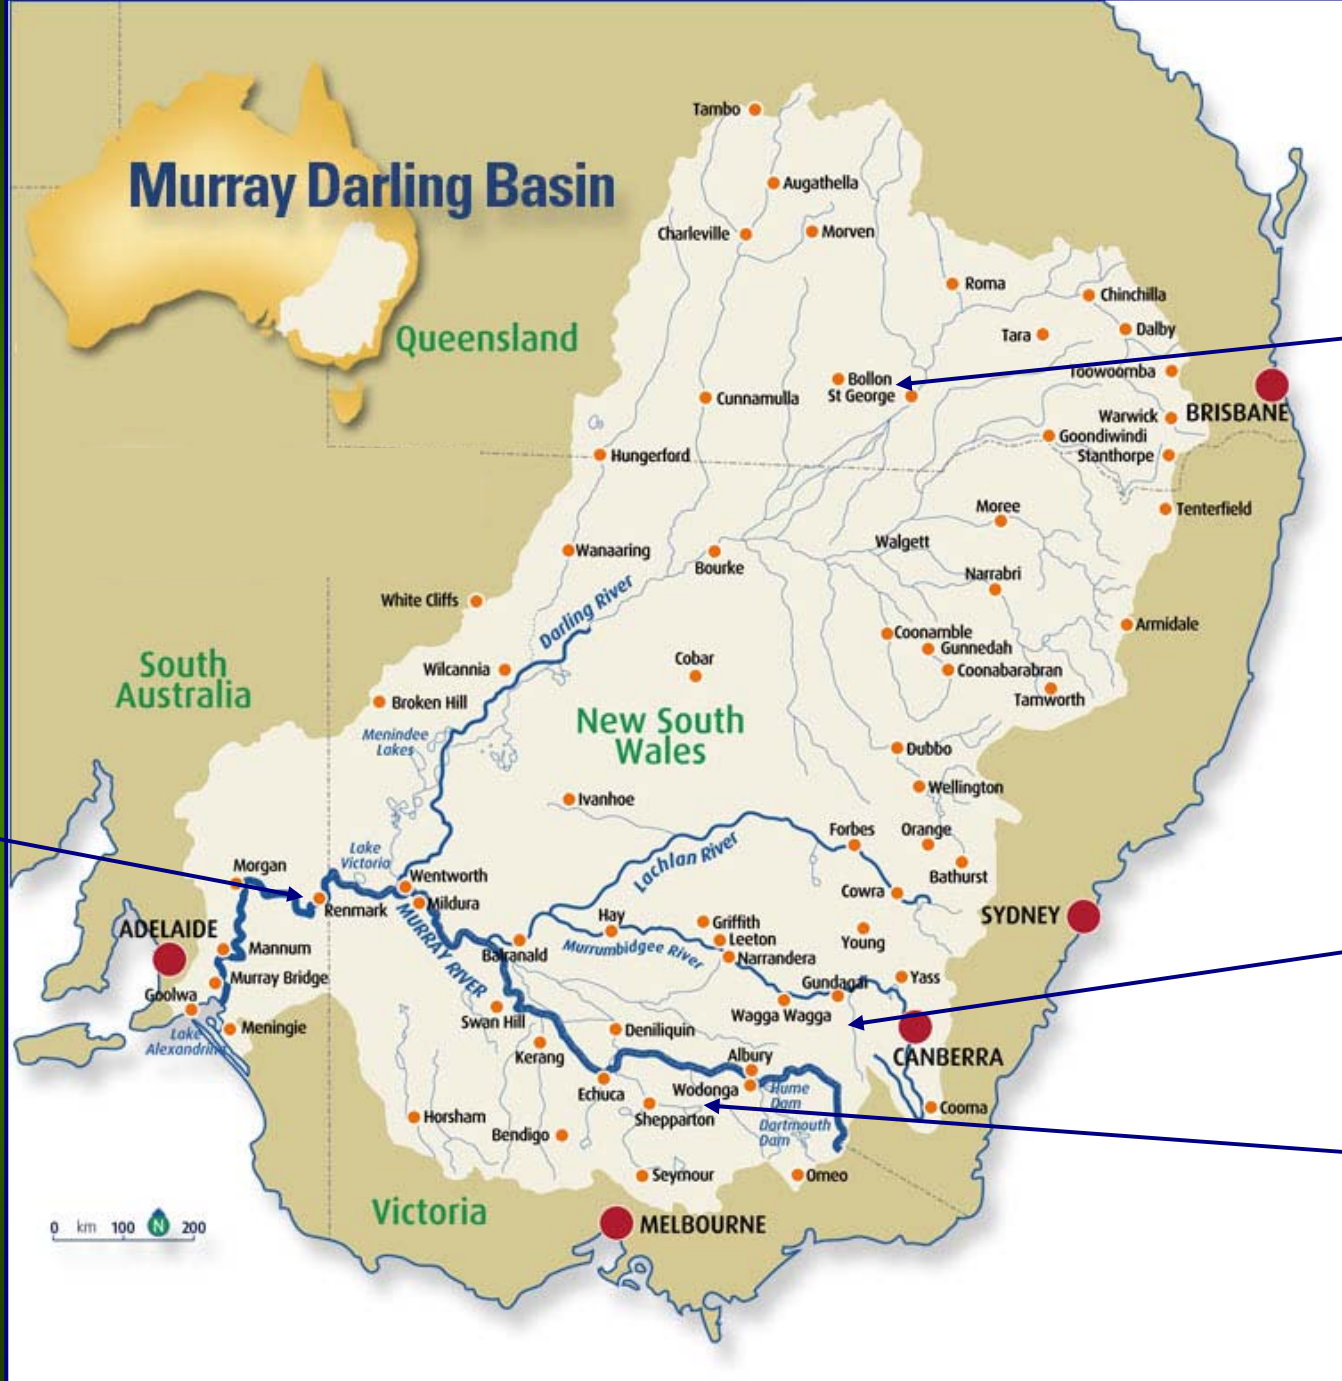 Tambo
Murray Darling Basin
Augathella
Charleville
Morven
Roma
Chinchilla
Queensland
Tara
Dalby
Toowoomba
Bollon
St George
Cunnamulla
BRISBANE
Warwick
Goondiwindi
Stanthorpe
Hungerford
Moree
Tenterfield
Walgett
Wanaaring
Bourke
Narrabri
White Cliffs
Darling River
Armidale
Coonamble
Gunnedah
South
Australia
Wilcannia
Cobar
Coonabarabran
Tamworth
Broken Hill
New South
Wales
Menindee
Lakes
Dubbo
Wellington
Ivanhoe
Forbes
Orange
Lachlan River
Lake
Victoria
Morgan
Wentworth
Bathurst
Cowra
Renmark
Mildura
SYDNEY
ADELAIDE
MURRAY RIVER
Hay
Griffith
Leeton
Young
Mannum
Balranald
Murrumbidgee River
Narrandera
Murray Bridge
Gundagai
Yass
Goolwa
Swan Hill
Wagga Wagga
Meningie
Deniliquin
Lake
Alexandrina
Kerang
Albury
CANBERRA
Echuca
Wodonga
Hume
Dam
Cooma
Horsham
Shepparton
Dartmouth
Dam
Bendigo
Seymour
Omeo
Victoria
MELBOURNE
0 km 100 N 200